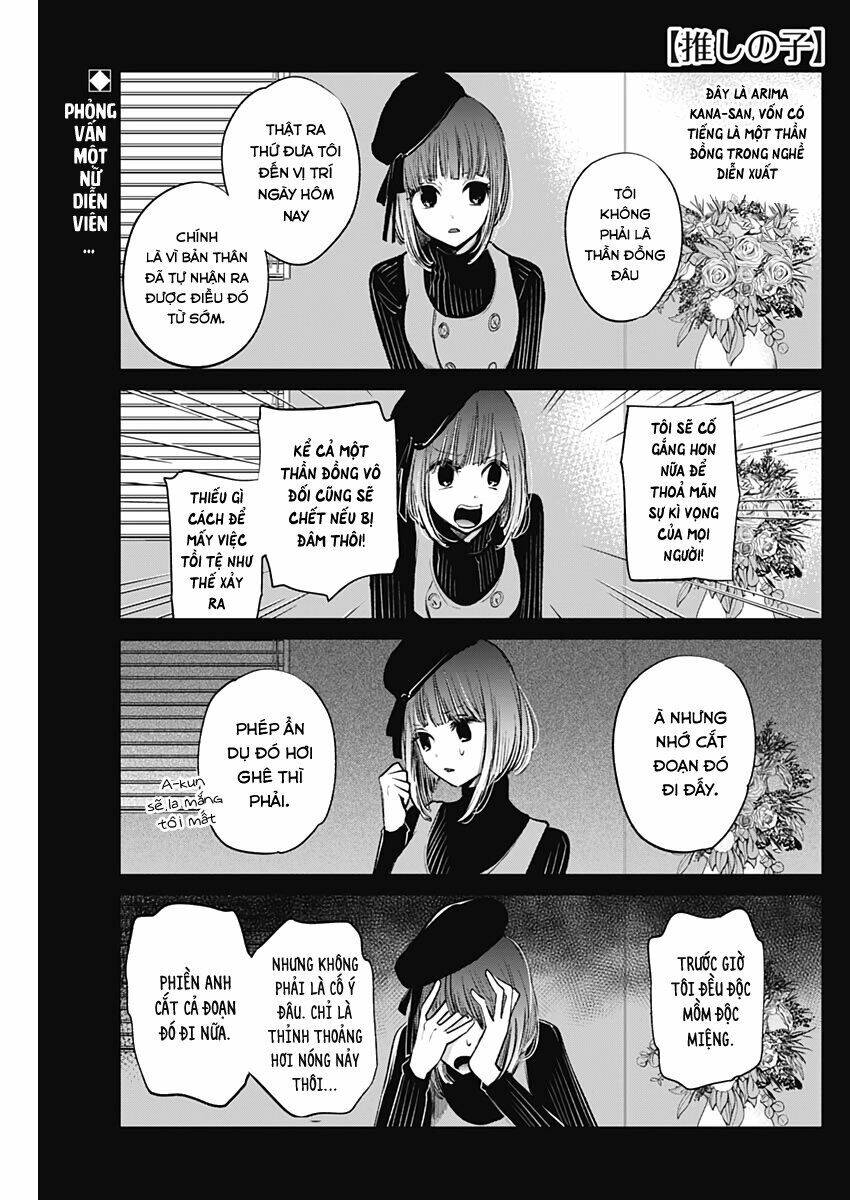 【推しの子】
PHỎNG
VẤN
MỘT
NỮ
DIỄN
VIÊN
...
ĐÂY LÀ ARIMA
KANA-SAN, VỐN CÓ
TIẾNG LÀ MỘT THẦN
ĐỒNG TRONG NGHỀ
DIỄN XUẤT
TÔI
KHÔNG
PHẢI LÀ
THẦN ĐỒNG
ĐÂU
THẬT RA
THỨ ĐƯA TÔI
ĐẾN VỊ TRÍ
NGÀY HÔM
NAY
CHÍNH
LÀ VÌ BẢN THÂN
ĐÃ TỰ NHẬN RA
ĐƯỢC ĐIỀU ĐÓ
TỪ SỚM.
TÔI SẼ CỐ
GẮNG HƠN
NỮA ĐỂ
THOẢ MÃN
SỰ KÌ VỌNG
CỦA MỌI
NGƯỜI!
KỂ CẢ MỘT
THẦN ĐỒNG VÔ
ĐỐI CŨNG SẼ
CHẾT NẾU BỊ
ĐÂM THÔI!
THIẾU GÌ
CÁCH ĐỂ
MẤY VIỆC
TỒI TỆ NHƯ
THẾ XẢY
RA
À NHƯNG
NHỚ CẮT
ĐOẠN ĐÓ
ĐI ĐẤY.
PHÉP ẨN
DỤ ĐÓ HƠI
GHÊ THÌ
PHẢI.
A-kun
sẽ la mắng
tôi mất
TRƯỚC GIỜ
TÔI ĐỀU ĐỘC
MỒM ĐỘC
MIỆNG.
NHƯNG KHÔNG
PHẢI LÀ CỐ Ý
ĐÂU. CHỈ LÀ
THỈNH THOẢNG
HƠI NÓNG NẢY
THÔI...
PHIỀN ANH
CẮT CẢ ĐOẠN
ĐÓ ĐI NỮA.